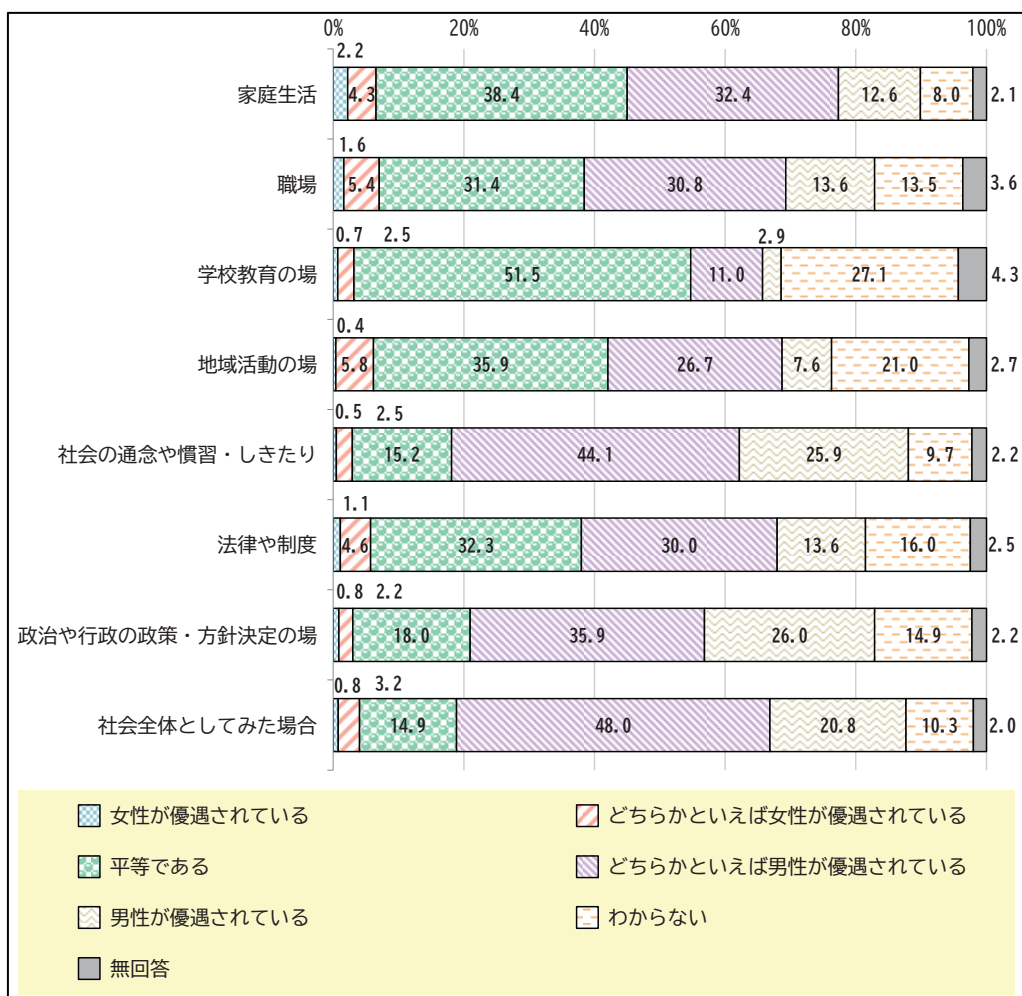 0% 20% 40% 60% 80% 100%
2.2
家庭生活 4.3 38.4 32.4 12.6 8.0 2.1
1.6
職場 5.4 31.4 30.8 13.6 13.5 3.6
0.7 2.5 2.9
学校教育の場 51.5 11.0 27.1 4.3
0.4
地域活動の場 5.8 35.9 26.7 7.6 21.0 2.7
0.5 2.5
社会の通念や慣習・しきたり 15.2 44.1 25.9 9.7 2.2
1.1
法律や制度 4.6 32.3 30.0 13.6 16.0 2.5
0.8 2.2
政治や行政の政策・方針決定の場 18.0 35.9 26.0 14.9 2.2
0.8 3.2
社会全体としてみた場合 14.9 48.0 20.8 10.3 2.0
女性が優遇されている どちらかといえば女性が優遇されている
平等である どちらかといえば男性が優遇されている
男性が優遇されている わからない
無回答